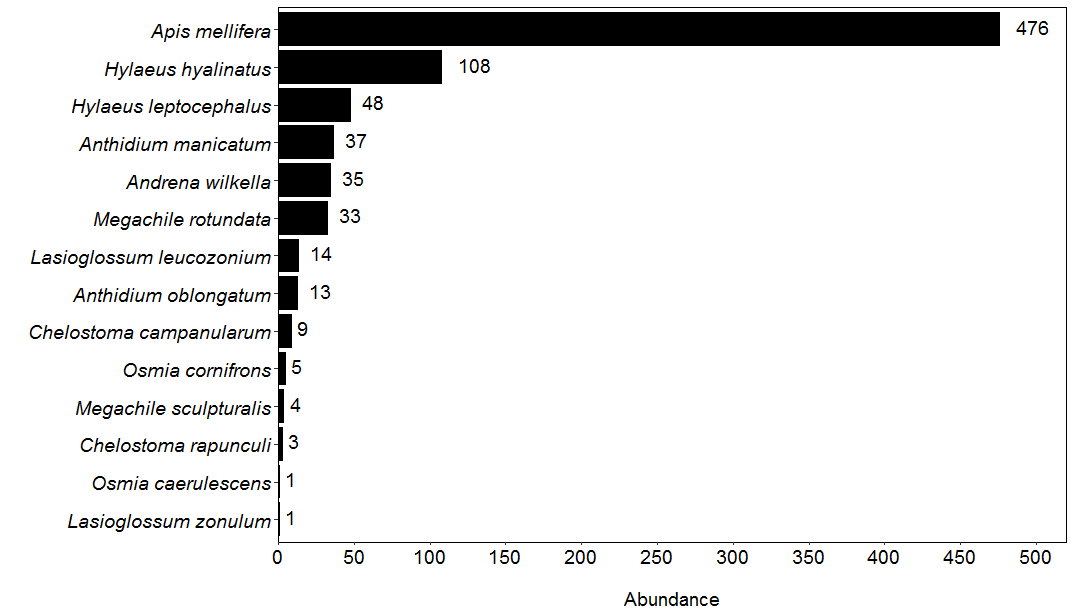 Apis mellifera 476
Hylaeus hyalinatus 108
Hylaeus leptocephalus 48
Anthidium manicatum 37
Andrena wilkella 35
Megachile rotundata 33
Lasioglossum leucozonium 14
Anthidium oblongatum 13
Chelostoma campanularum 9
Osmia cornifrons 5
Megachile sculpturalis 4
Chelostoma rapunculi 3
Osmia caerulescens 1
Lasioglossum zonulum 1
0 50 100 150 200 250 300 350 400 450 500
Abundance